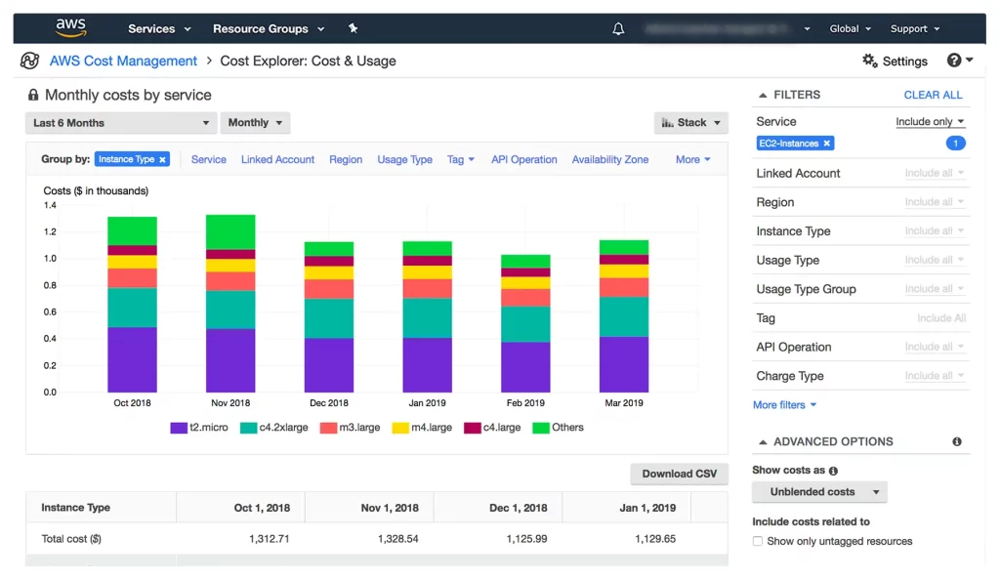 aws Services Resource Groups Global Support
AWS Cost Management > Cost Explorer: Cost & Usage Settings ?
Monthly costs by service
Last 6 Months Monthly Stack
Group by: Instance Type × Service Linked Account Region Usage Type Tag API Operation Availability Zone More
Costs ($ in thousands)
1.4
1.2
1.0
0.8
0.6
0.4
0.2
0.0
Oct 2018 Nov 2018 Dec 2018 Jan 2019 Feb 2019 Mar 2019
t2.micro c4.2xlarge m3.large m4.large c4.large Others
Download CSV
Instance Type Oct 1, 2018 Nov 1, 2018 Dec 1, 2018 Jan 1, 2019
Total cost ($) 1,312.71 1,328.54 1,125.99 1,129.65
FILTERS CLEAR ALL
Service Include only
EC2-Instances × 1
Linked Account Include all
Region Include all
Instance Type Include all
Usage Type Include all
Usage Type Group Include all
Tag Include All
API Operation Include all
Charge Type Include all
More filters
ADVANCED OPTIONS i
Show costs as i
Unblended costs
Include costs related to
Show only untagged resources